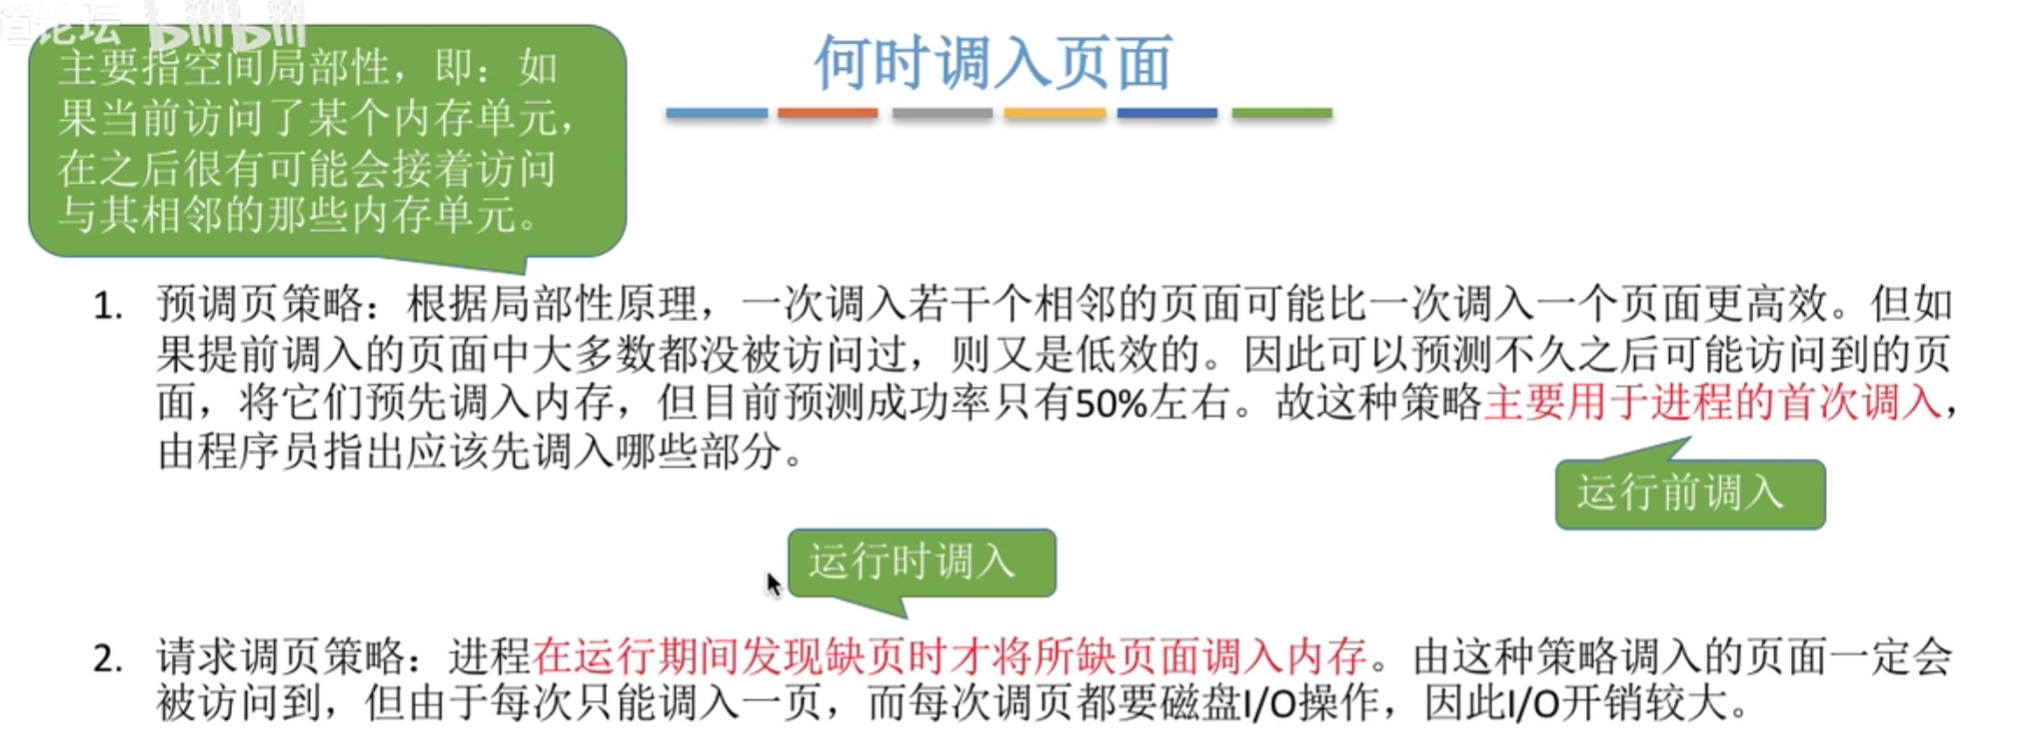 首论坛 bilibili
主要指空间局部性，即：如
果当前访问了某个内存单元，
在之后很有可能会接着访问
与其相邻的那些内存单元。
何时调入页面
1. 预调页策略：根据局部性原理，一次调入若干个相邻的页面可能比一次调入一个页面更高效。但如
果提前调入的页面中大多数都没被访问过，则又是低效的。因此可以预测不久之后可能访问到的页
面，将它们预先调入内存，但目前预测成功率只有50%左右。故这种策略主要用于进程的首次调入，
由程序员指出应该先调入哪些部分。
运行前调入
运行时调入
2. 请求调页策略：进程在运行期间发现缺页时才将所缺页面调入内存。由这种策略调入的页面一定会
被访问到，但由于每次只能调入一页，而每次调页都要磁盘I/O操作，因此I/O开销较大。